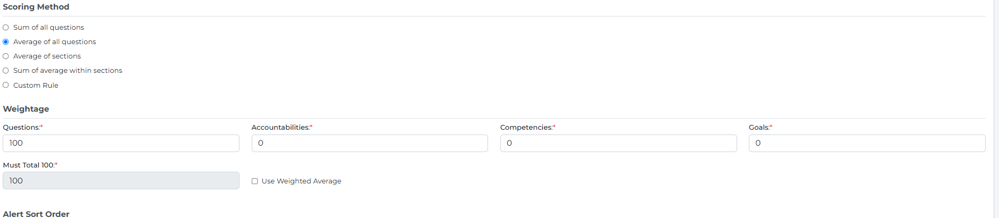 Scoring Method
Sum of all questions
Average of all questions
Average of sections
Sum of average within sections
Custom Rule
Weightage
Questions:* Accountabilities:* Competencies:* Goals:*
100 0 0 0
Must Total 100:*
100 Use Weighted Average
Alert Sort Order